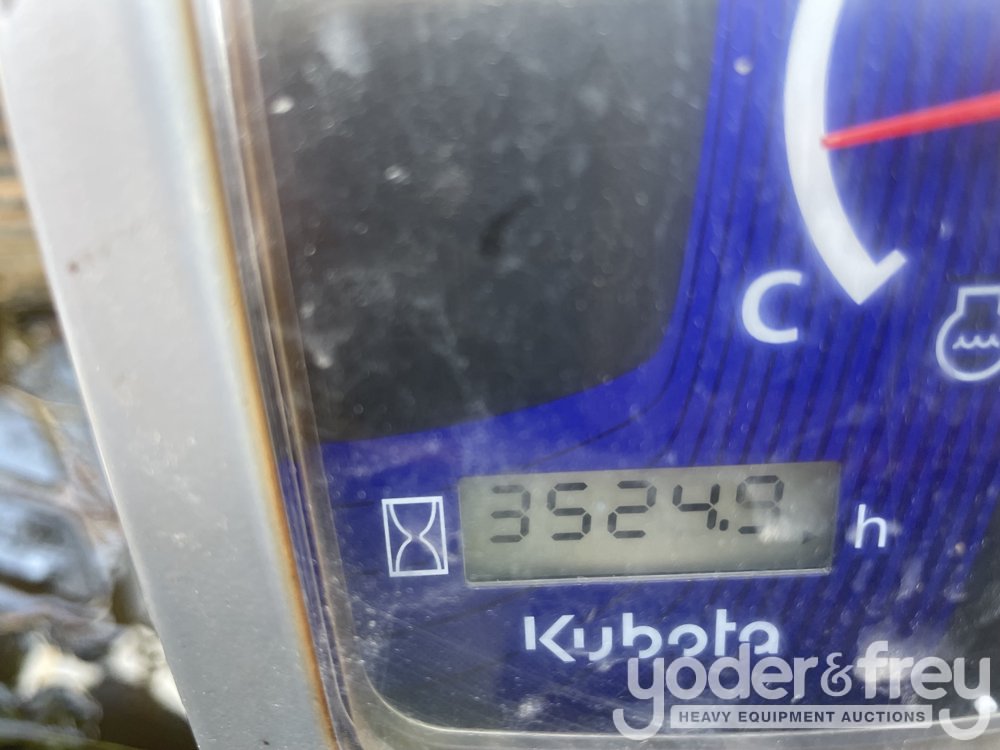 C
3524.9 h
Kubota
yoder & frey
HEAVY EQUIPMENT AUCTIONS